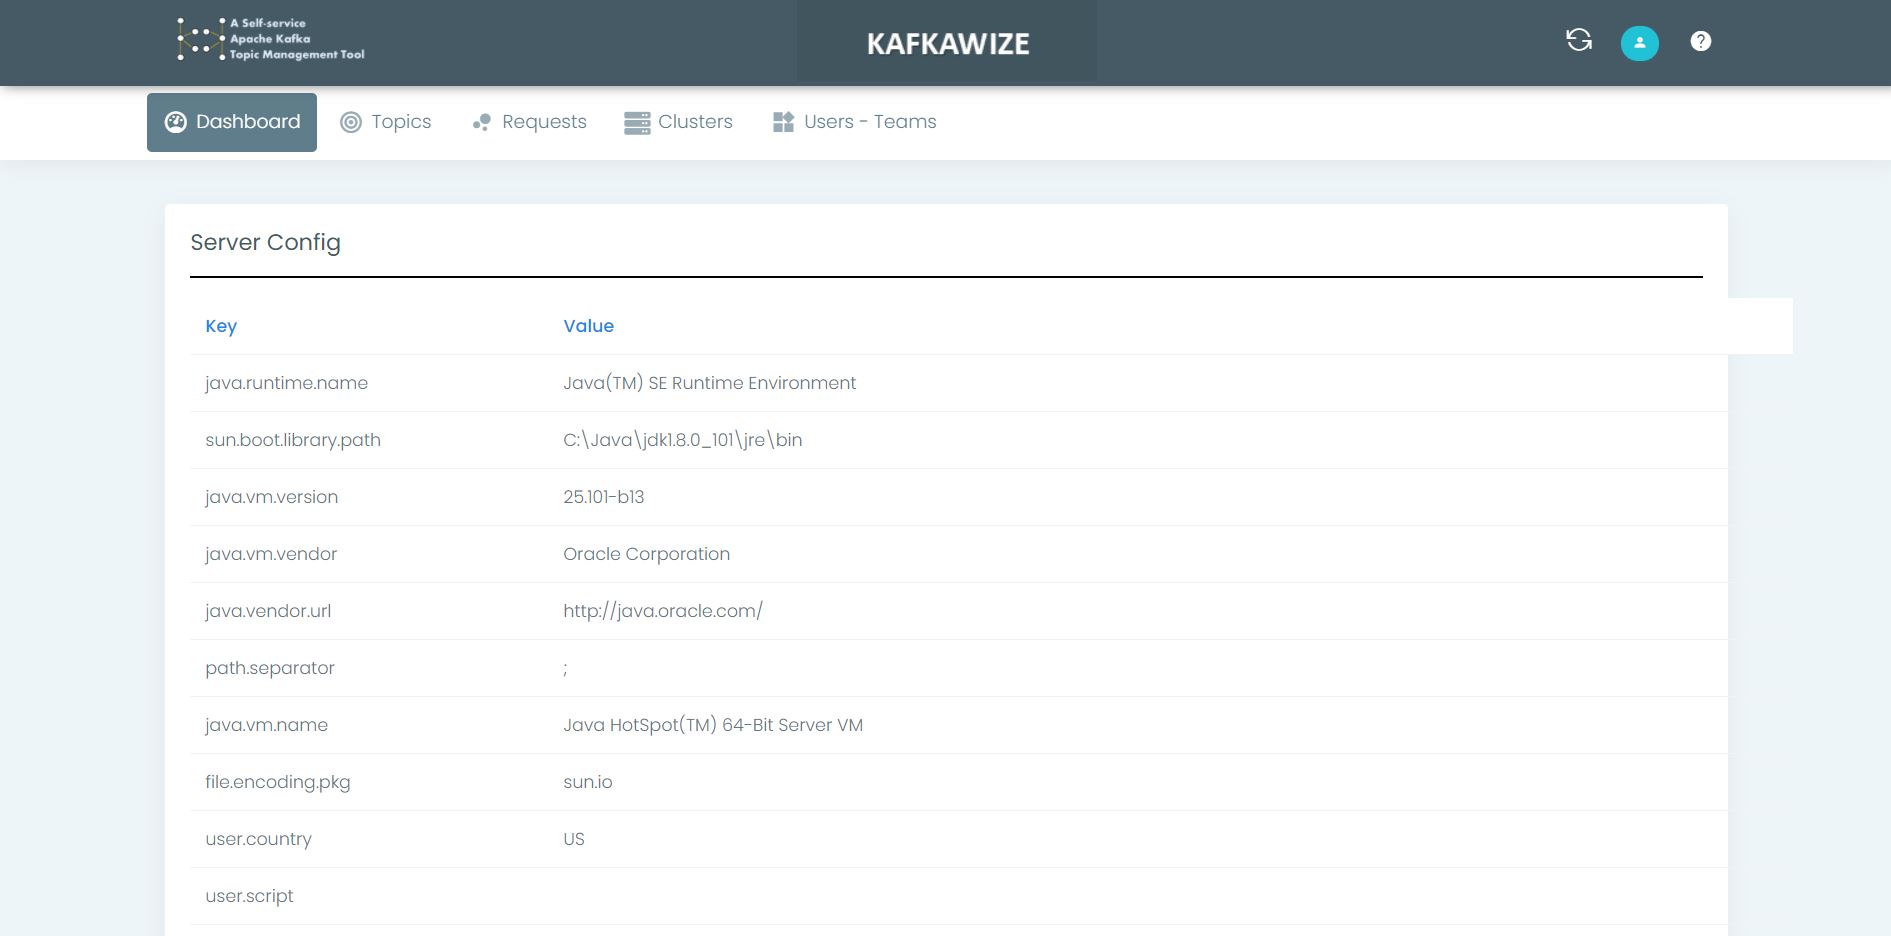 A Self-service
Apache Kafka
Topic Management Tool
KAFKAWIZE
Dashboard Topics Requests Clusters Users - Teams
Server Config
Key Value
java.runtime.name Java(TM) SE Runtime Environment
sun.boot.library.path C:\Java\jdk1.8.0_101\jre\bin
java.vm.version 25.101-b13
java.vm.vendor Oracle Corporation
java.vendor.url http://java.oracle.com/
path.separator ;
java.vm.name Java HotSpot(TM) 64-Bit Server VM
file.encoding.pkg sun.io
user.country US
user.script